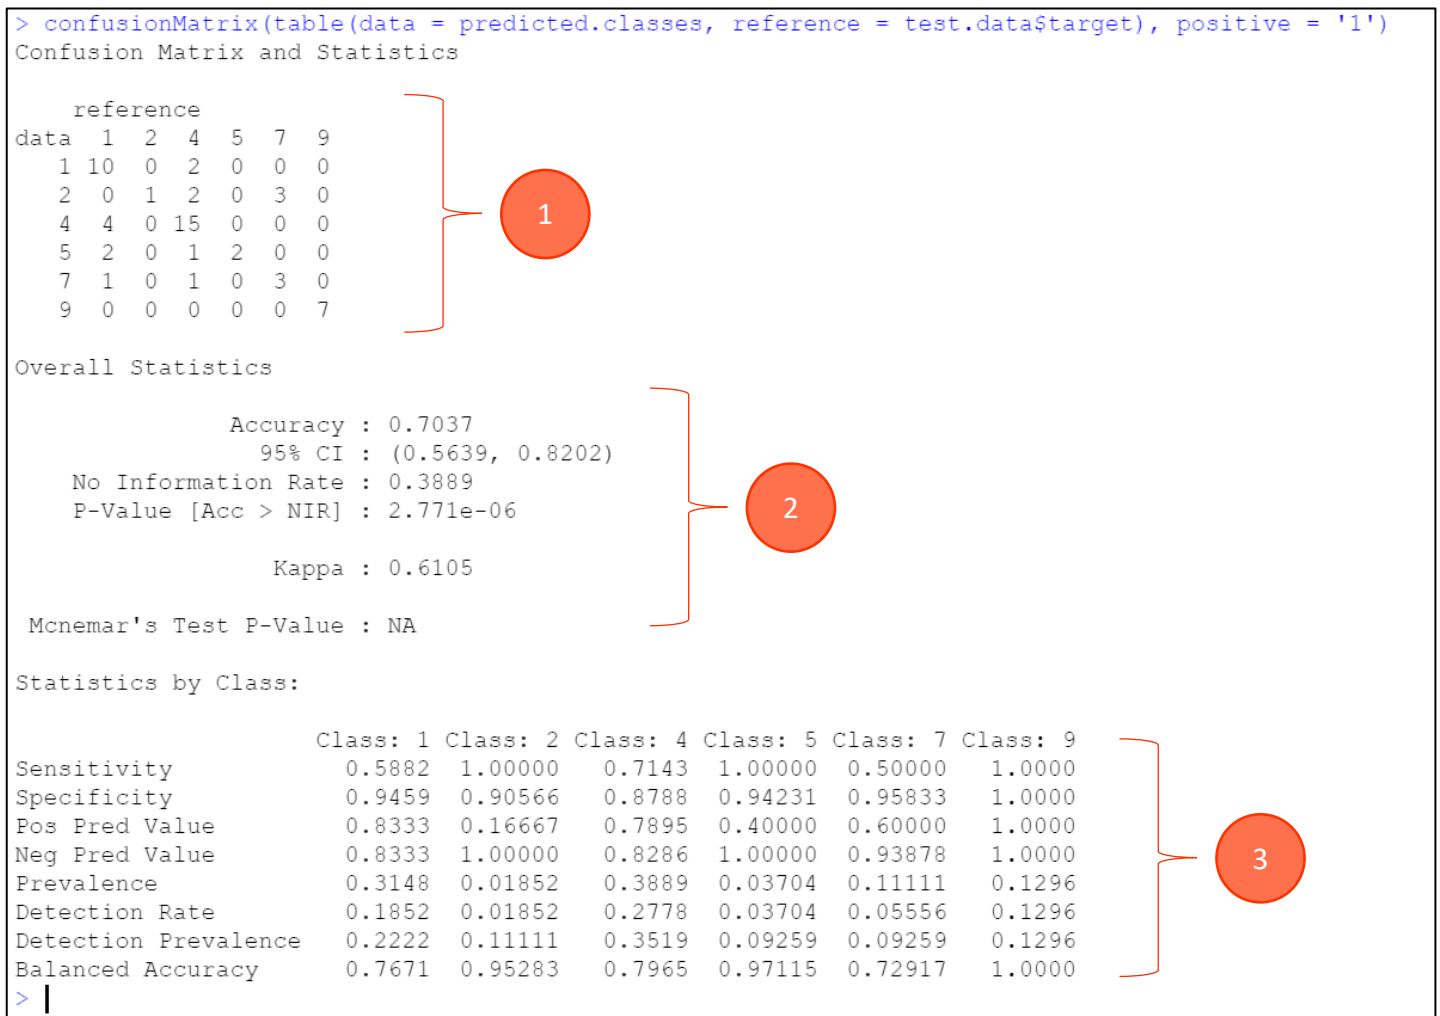 > confusionMatrix(table(data = predicted.classes, reference = test.data$target), positive = '1')
Confusion Matrix and Statistics
reference
data 1 2 4 5 7 9
1 10 0 2 0 0 0
2 0 1 2 0 3 0
4 4 0 15 0 0 0
5 2 0 1 2 0 0
7 1 0 1 0 3 0
9 0 0 0 0 0 7
1
Overall Statistics
Accuracy : 0.7037
95% CI : (0.5639, 0.8202)
No Information Rate : 0.3889
P-Value [Acc > NIR] : 2.771e-06
Kappa : 0.6105
Mcnemar's Test P-Value : NA
2
Statistics by Class:
Class: 1 Class: 2 Class: 4 Class: 5 Class: 7 Class: 9
Sensitivity 0.5882 1.00000 0.7143 1.00000 0.50000 1.0000
Specificity 0.9459 0.90566 0.8788 0.94231 0.95833 1.0000
Pos Pred Value 0.8333 0.16667 0.7895 0.40000 0.60000 1.0000
Neg Pred Value 0.8333 1.00000 0.8286 1.00000 0.93878 1.0000
Prevalence 0.3148 0.01852 0.3889 0.03704 0.11111 0.1296
Detection Rate 0.1852 0.01852 0.2778 0.03704 0.05556 0.1296
Detection Prevalence 0.2222 0.11111 0.3519 0.09259 0.09259 0.1296
Balanced Accuracy 0.7671 0.95283 0.7965 0.97115 0.72917 1.0000
3
>